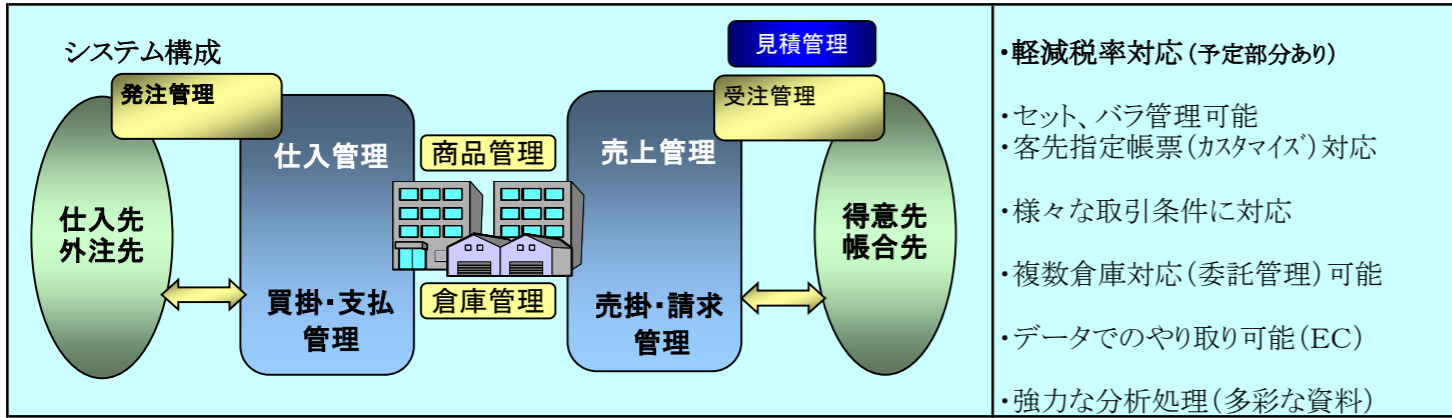 システム構成
見積管理
発注管理
受注管理
仕入管理
商品管理
売上管理
仕入先
外注先
得意先
帳合先
買掛・支払
管理
倉庫管理
売掛・請求
管理
・軽減税率対応(予定部分あり)
・セット、バラ管理可能
・客先指定帳票(ｶｽﾀﾏｲｽﾞ)対応
・様々な取引条件に対応
・複数倉庫対応(委託管理)可能
・データでのやり取り可能(EC)
・強力な分析処理(多彩な資料)